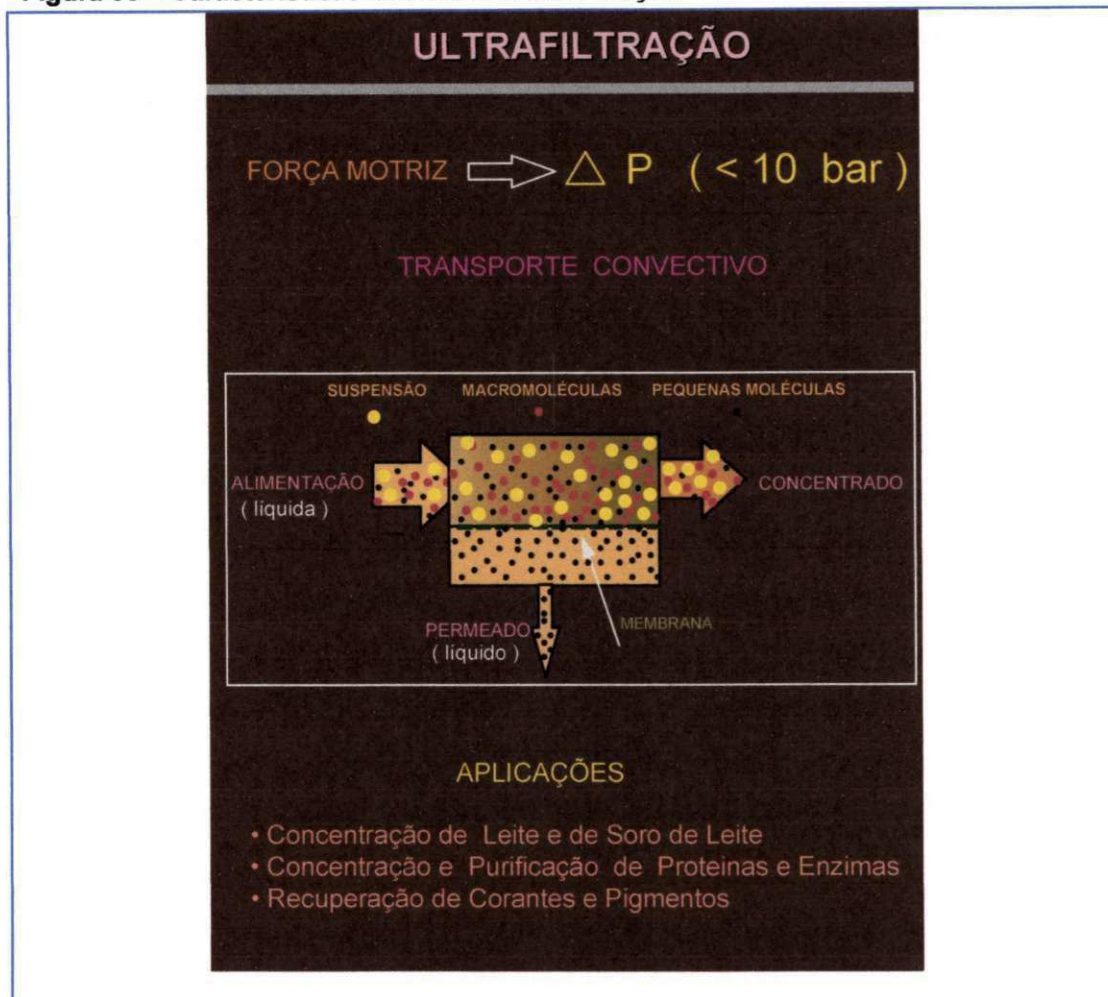 ULTRAFILTRAÇÃO
FORÇA MOTRIZ △ P ( < 10 bar )
TRANSPORTE CONVECTIVO
SUSPENSÃO MACROMOLÉCULAS PEQUENAS MOLÉCULAS
ALIMENTAÇÃO CONCENTRADO
( líquida )
MEMBRANA
PERMEADO
( líquido )
APLICAÇÕES
• Concentração de Leite e de Soro de Leite
• Concentração e Purificação de Proteinas e Enzimas
• Recuperação de Corantes e Pigmentos